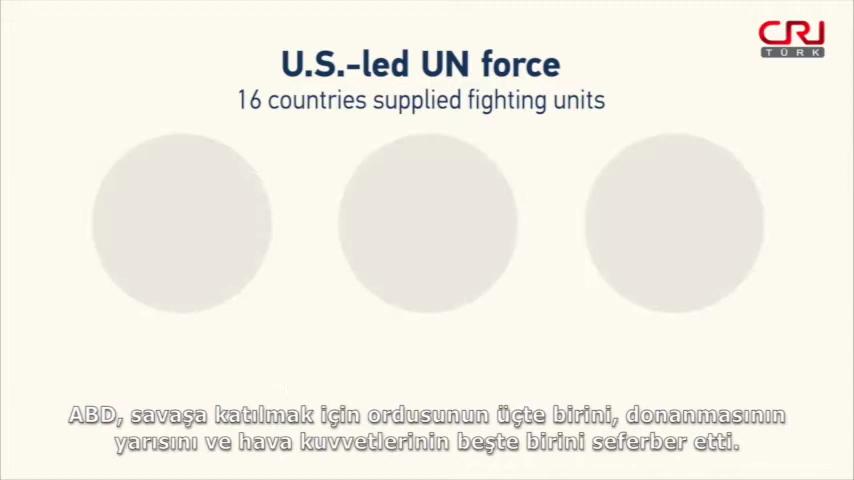 CRI
TÜRK
U.S.-led UN force
16 countries supplied fighting units
ABD, savaşa katılmak için ordusunun üçte birini, donanmasının
yarısını ve hava kuvvetlerinin beşte birini seferber etti.